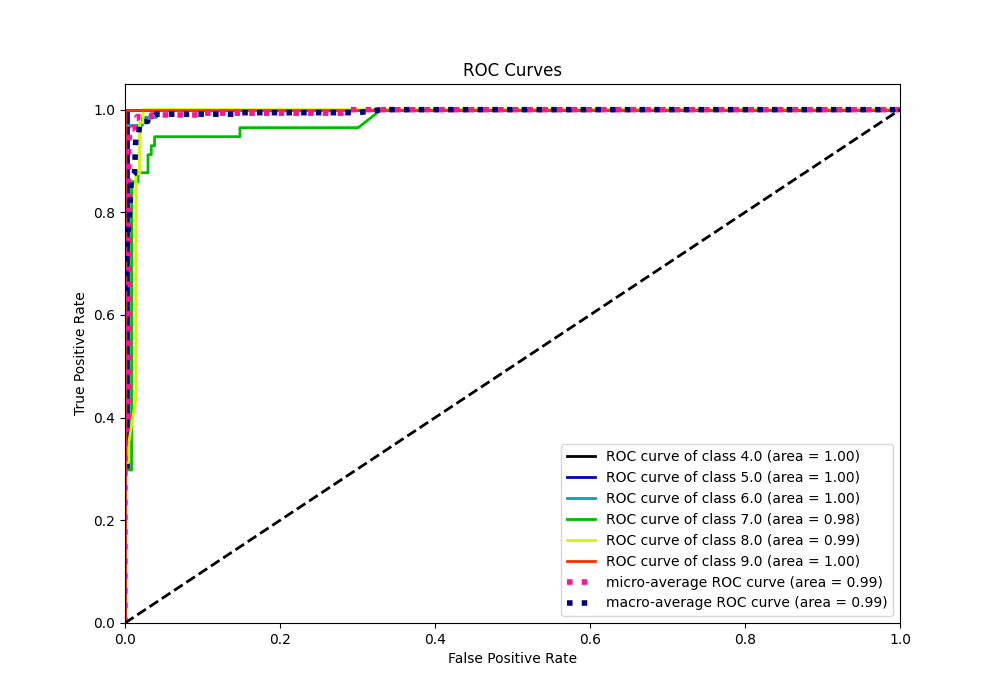 ROC Curves
True Positive Rate
1.0
0.8
0.6
0.4
0.2
0.0
ROC curve of class 4.0 (area = 1.00)
ROC curve of class 5.0 (area = 1.00)
ROC curve of class 6.0 (area = 1.00)
ROC curve of class 7.0 (area = 0.98)
ROC curve of class 8.0 (area = 0.99)
ROC curve of class 9.0 (area = 1.00)
micro-average ROC curve (area = 0.99)
macro-average ROC curve (area = 0.99)
0.0 0.2 0.4 0.6 0.8 1.0
False Positive Rate